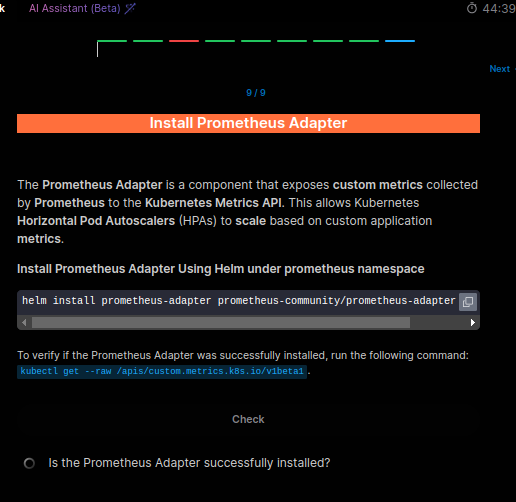 k AI Assistant (Beta) 44:39
Next
9 / 9
Install Prometheus Adapter
The Prometheus Adapter is a component that exposes custom metrics collected
by Prometheus to the Kubernetes Metrics API. This allows Kubernetes
Horizontal Pod Autoscalers (HPAs) to scale based on custom application
metrics.
Install Prometheus Adapter Using Helm under prometheus namespace
helm install prometheus-adapter prometheus-community/prometheus-adapter
To verify if the Prometheus Adapter was successfully installed, run the following command:
kubectl get --raw /apis/custom.metrics.k8s.io/v1beta1.
Check
Is the Prometheus Adapter successfully installed?